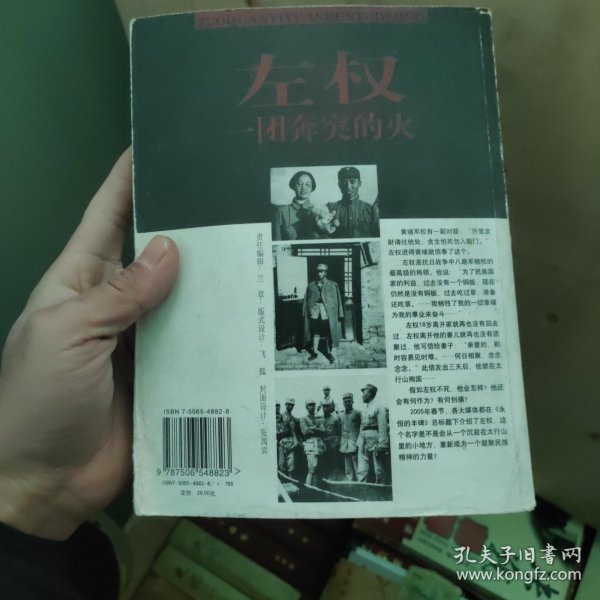 ZUOQUANYITUANBENTUDEHUO
左权
一团奔突的火
黄埔军校有一副对联：“升官发
财请往他处；贪生怕死勿入斯门。”
左权进得黄埔就信奉了这个。
左权是抗日战争中八路军牺牲的
最高级的将领。他说：“为了民族国
家的利益，过去没有一个铜板，现在
仍然是没有铜板，过去吃过草，准备
还吃草。……我牺牲了我的一切幸福
为我的事业来奋斗……”
左权18岁离开家就再也没有回去
过，左权离开他的妻儿就再也没有团
聚过，他写信给妻子：“亲爱的，别
时容易见时难。……何日相聚，念念
念念。”此信发出三天后，他就在太
行山殉国……
假如左权不死，他会怎样？他还
会有何作为？有何创痛？
2005年春节，各大媒体都在《永
恒的丰碑》总标题下介绍了左权，这
个名字是不是会从一个沉寂在太行山
里的小地方，重新成为一个凝聚民族
精神的力量？
责任编辑·兰草·版式设计·飞狐 封面设计·张禹宾
ISBN 7-5065-4882-8
9787506548823>
ISBN7-5065-4882-8/I·765
定价 29.00元
孔夫子旧书网
www.kongfz.com